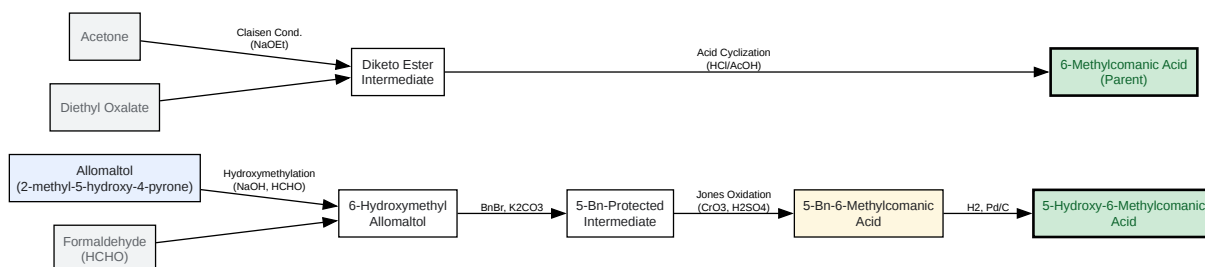 Acetone
Claisen Cond.
(NaOEt)
Diethyl Oxalate
Diketo Ester
Intermediate
Acid Cyclization
(HCl/AcOH)
6-Methylcomanic Acid
(Parent)
Allomaltol
(2-methyl-5-hydroxy-4-pyrone)
Hydroxymethylation
(NaOH, HCHO)
Formaldehyde
(HCHO)
6-Hydroxymethyl
Allomaltol
BnBr, K2CO3
5-Bn-Protected
Intermediate
Jones Oxidation
(CrO3, H2SO4)
5-Bn-6-Methylcomanic
Acid
H2, Pd/C
5-Hydroxy-6-Methylcomanic
Acid